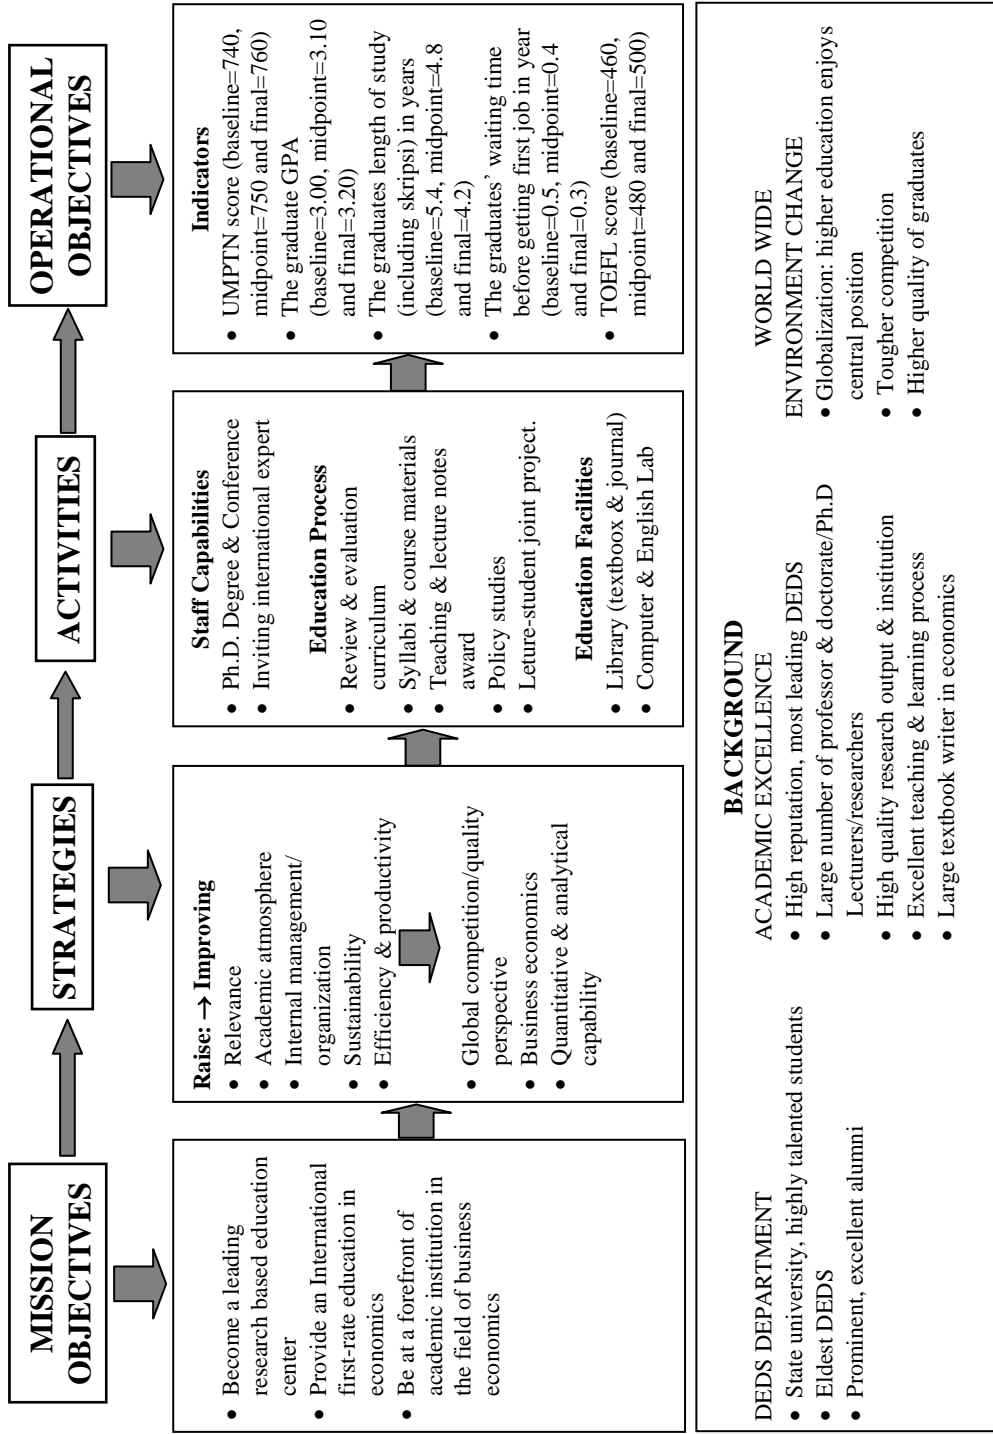 MISSION
OBJECTIVES
STRATEGIES
ACTIVITIES
OPERATIONAL
OBJECTIVES
• Become a leading
research based education
center
• Provide an International
first-rate education in
economics
• Be at a forefront of
academic institution in
the field of business
economics
Raise: → Improving
• Relevance
• Academic atmosphere
• Internal management/
organization
• Sustainability
• Efficiency & productivity
• Global competition/quality
perspective
• Business economics
• Quantitative & analytical
capability
Staff Capabilities
• Ph.D. Degree & Conference
• Inviting international expert
Education Process
• Review & evaluation
curriculum
• Syllabi & course materials
• Teaching & lecture notes
award
• Policy studies
• Leture-student joint project.
Education Facilities
• Library (textboox & journal)
• Computer & English Lab
Indicators
• UMPTN score (baseline=740,
midpoint=750 and final=760)
• The graduate GPA
(baseline=3.00, midpoint=3.10
and final=3.20)
• The graduates length of study
(including skripsi) in years
(baseline=5.4, midpoint=4.8
and final=4.2)
• The graduates' waiting time
before getting first job in year
(baseline=0.5, midpoint=0.4
and final=0.3)
• TOEFL score (baseline=460,
midpoint=480 and final=500)
BACKGROUND
DEDS DEPARTMENT
• State university, highly talented students
• Eldest DEDS
• Prominent, excellent alumni
ACADEMIC EXCELLENCE
• High reputation, most leading DEDS
• Large number of professor & doctorate/Ph.D
Lecturers/researchers
• High quality research output & institution
• Excellent teaching & learning process
• Large textbook writer in economics
WORLD WIDE
ENVIRONMENT CHANGE
• Globalization: higher education enjoys
central position
• Tougher competition
• Higher quality of graduates